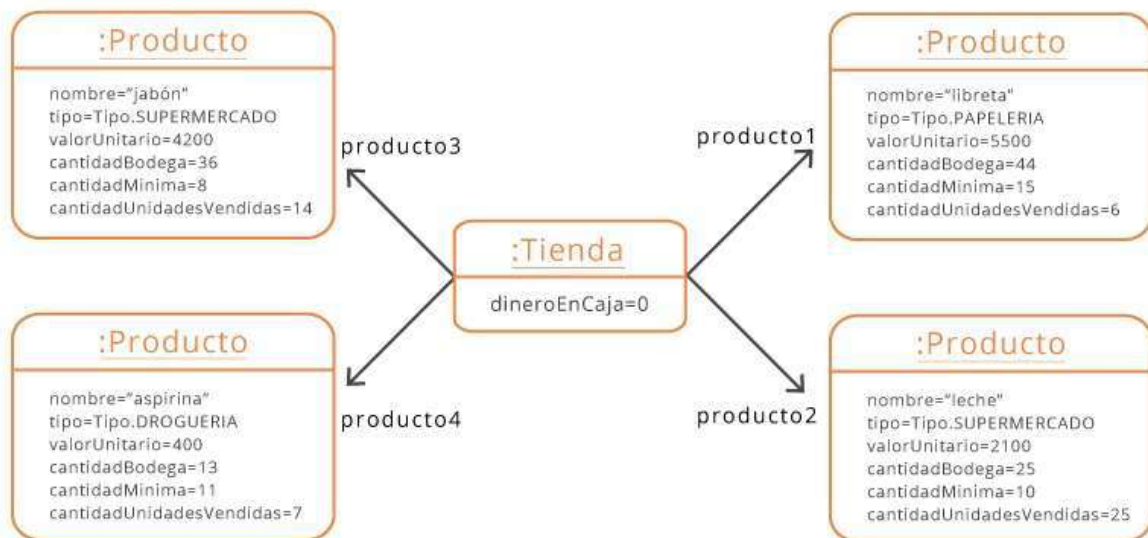 :Producto
nombre="jabón"
tipo=Tipo.SUPERMERCADO
valorUnitario=4200
cantidadBodega=36
cantidadMinima=8
cantidadUnidadesVendidas=14
producto3
:Producto
nombre="libreta"
tipo=Tipo.PAPELERIA
valorUnitario=5500
cantidadBodega=44
cantidadMinima=15
cantidadUnidadesVendidas=6
producto1
:Tienda
dineroEnCaja=0
:Producto
nombre="aspirina"
tipo=Tipo.DROGUERIA
valorUnitario=400
cantidadBodega=13
cantidadMinima=11
cantidadUnidadesVendidas=7
producto4
:Producto
nombre="leche"
tipo=Tipo.SUPERMERCADO
valorUnitario=2100
cantidadBodega=25
cantidadMinima=10
cantidadUnidadesVendidas=25
producto2